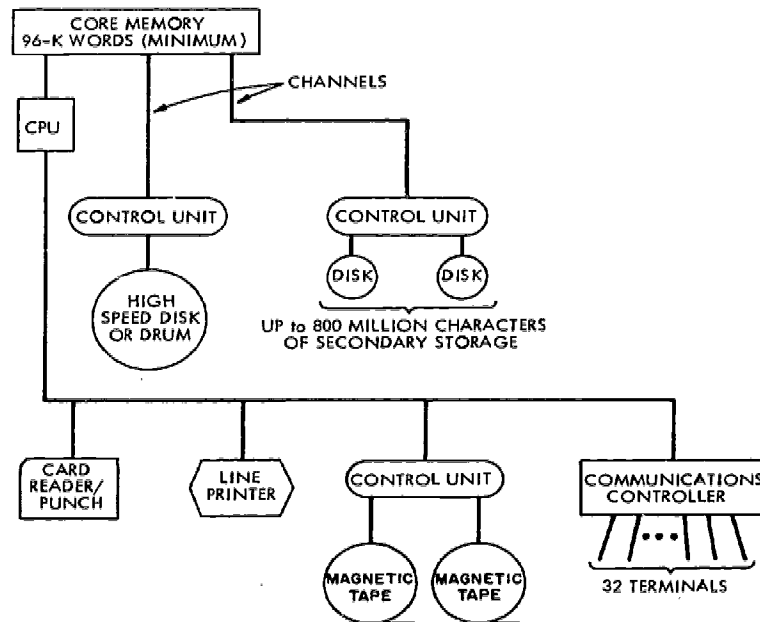 CORE MEMORY
96-K WORDS (MINIMUM)
CHANNELS
CPU
CONTROL UNIT
CONTROL UNIT
HIGH
SPEED DISK
OR DRUM
DISK
DISK
UP to 800 MILLION CHARACTERS
OF SECONDARY STORAGE
CARD
READER/
PUNCH
LINE
PRINTER
CONTROL UNIT
COMMUNICATIONS
CONTROLLER
MAGNETIC
TAPE
MAGNETIC
TAPE
32 TERMINALS